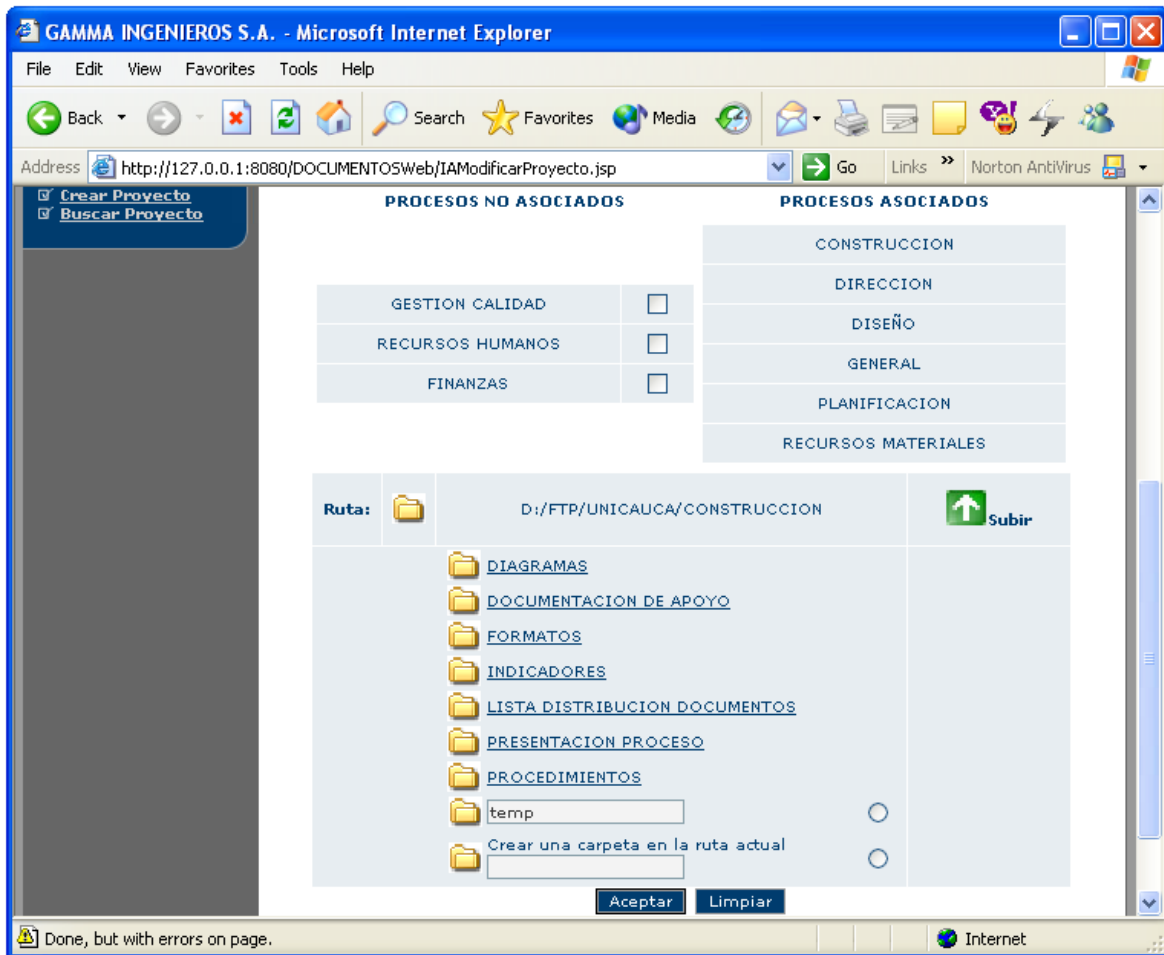 GAMMA INGENIEROS S.A. - Microsoft Internet Explorer
File Edit View Favorites Tools Help
Back Search Favorites Media
Address http://127.0.0.1:8080/DOCUMENTOSWeb/IAModificarProyecto.jsp Go Links » Norton AntiVirus
Crear Proyecto
Buscar Proyecto
PROCESOS NO ASOCIADOS
GESTION CALIDAD
RECURSOS HUMANOS
FINANZAS
PROCESOS ASOCIADOS
CONSTRUCCION
DIRECCION
DISEÑO
GENERAL
PLANIFICACION
RECURSOS MATERIALES
Ruta: D:/FTP/UNICAUCA/CONSTRUCCION Subir
DIAGRAMAS
DOCUMENTACION DE APOYO
FORMATOS
INDICADORES
LISTA DISTRIBUCION DOCUMENTOS
PRESENTACION PROCESO
PROCEDIMIENTOS
temp
Crear una carpeta en la ruta actual
Aceptar Limpiar
Done, but with errors on page. Internet